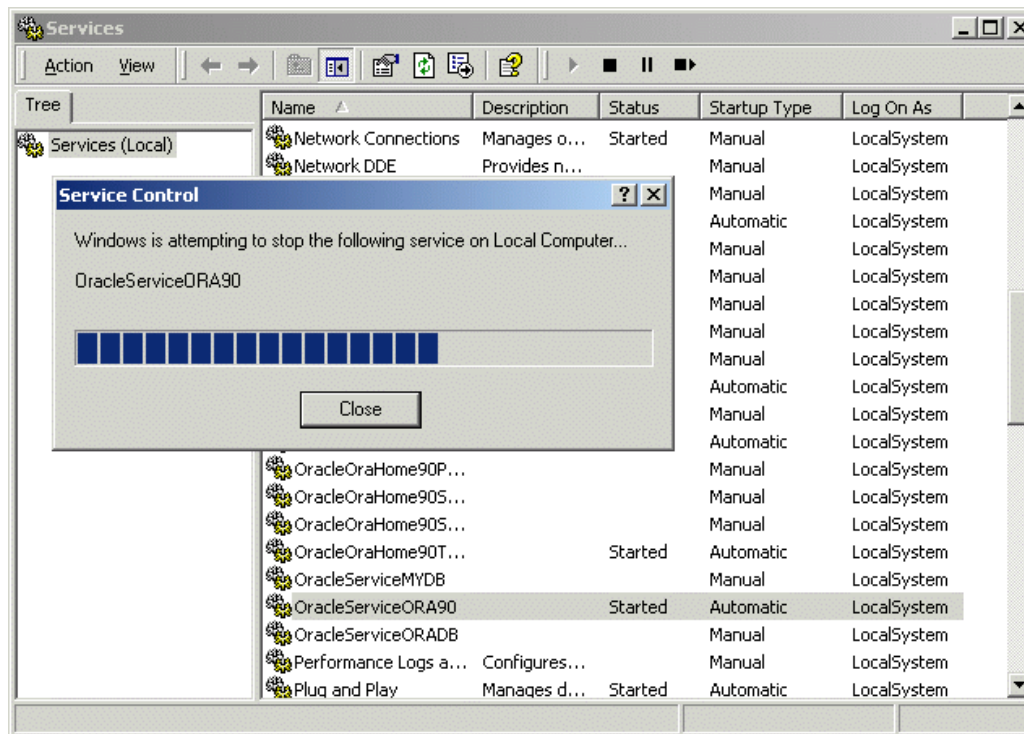 Services
Action View
Tree
Name Description Status Startup Type Log On As
Services (Local)
Network Connections Manages o... Started Manual LocalSystem
Network DDE Provides n... Manual LocalSystem
Service Control
Manual LocalSystem
Automatic LocalSystem
Windows is attempting to stop the following service on Local Computer...
Manual LocalSystem
OracleServiceORA90
Manual LocalSystem
Manual LocalSystem
Manual LocalSystem
Manual LocalSystem
Automatic LocalSystem
Close
Manual LocalSystem
Automatic LocalSystem
OracleOraHome90P... Manual LocalSystem
OracleOraHome90S... Manual LocalSystem
OracleOraHome90S... Manual LocalSystem
OracleOraHome90T... Started Automatic LocalSystem
OracleServiceMYDB Manual LocalSystem
OracleServiceORA90 Started Automatic LocalSystem
OracleServiceORADB Manual LocalSystem
Performance Logs a... Configures... Manual LocalSystem
Plug and Play Manages d... Started Automatic LocalSystem